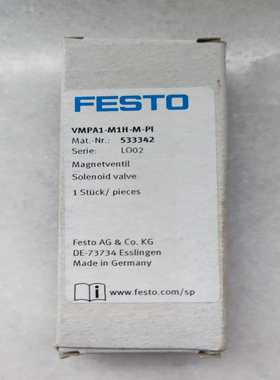 FESTO
VMPA1-M1H-M-PI
Mat.-Nr.: 533342
Serie: LO02
Magnetventil
Solenoid valve
1 Stück/ pieces
Festo AG & Co. KG
DE-73734 Esslingen
Made in Germany
www.festo.com/sp